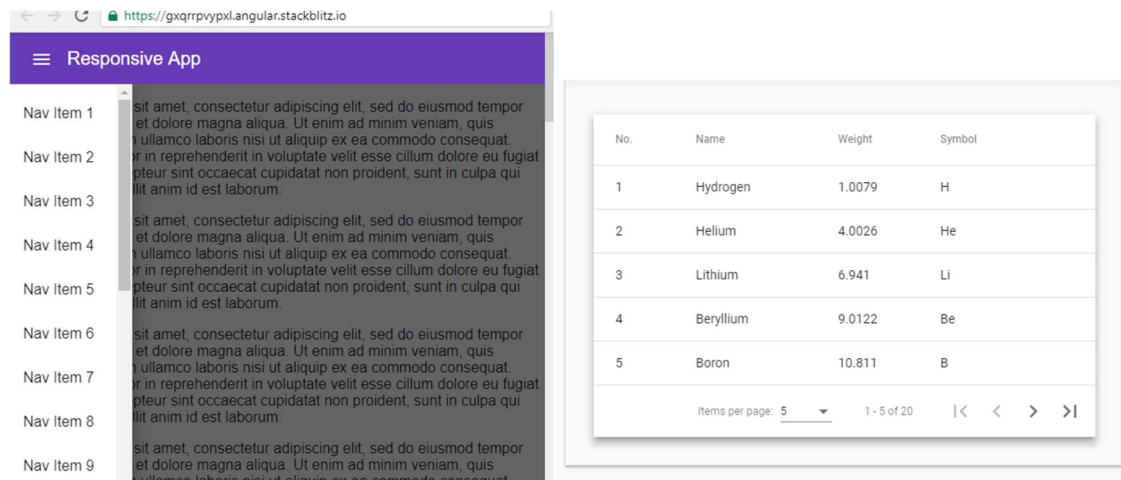 https://gxqrrpvypxl.angular.stackblitz.io
Responsive App
Nav Item 1
Nav Item 2
Nav Item 3
Nav Item 4
Nav Item 5
Nav Item 6
Nav Item 7
Nav Item 8
Nav Item 9
sit amet, consectetur adipiscing elit, sed do eiusmod tempor
et dolore magna aliqua. Ut enim ad minim veniam, quis
ullamco laboris nisi ut aliquip ex ea commodo consequat.
in reprehenderit in voluptate velit esse cillum dolore eu fugiat
sint occaecat cupidatat non proident, sunt in culpa qui
anim id est laborum.
sit amet, consectetur adipiscing elit, sed do eiusmod tempor
et dolore magna aliqua. Ut enim ad minim veniam, quis
ullamco laboris nisi ut aliquip ex ea commodo consequat.
in reprehenderit in voluptate velit esse cillum dolore eu fugiat
sint occaecat cupidatat non proident, sunt in culpa qui
anim id est laborum.
sit amet, consectetur adipiscing elit, sed do eiusmod tempor
et dolore magna aliqua. Ut enim ad minim veniam, quis
ullamco laboris nisi ut aliquip ex ea commodo consequat.
in reprehenderit in voluptate velit esse cillum dolore eu fugiat
sint occaecat cupidatat non proident, sunt in culpa qui
anim id est laborum.
sit amet, consectetur adipiscing elit, sed do eiusmod tempor
et dolore magna aliqua. Ut enim ad minim veniam, quis
No. Name Weight Symbol
1 Hydrogen 1.0079 H
2 Helium 4.0026 He
3 Lithium 6.941 Li
4 Beryllium 9.0122 Be
5 Boron 10.811 B
Items per page: 5 1 - 5 of 20